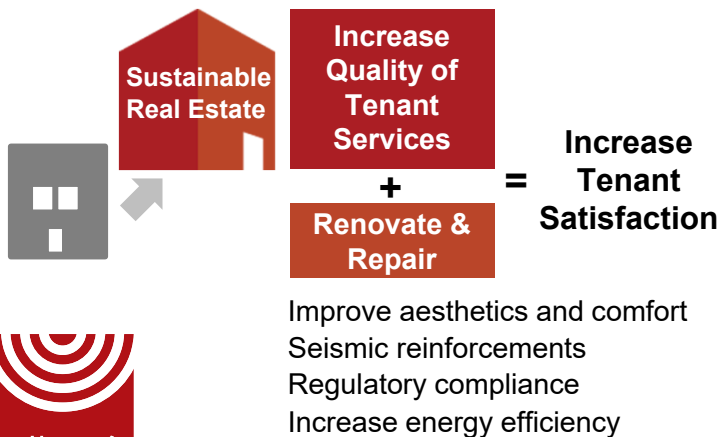 Sustainable
Real Estate
Increase
Quality of
Tenant
Services
+
Renovate &
Repair
=
Increase
Tenant
Satisfaction
Improve aesthetics and comfort
Seismic reinforcements
Regulatory compliance
Increase energy efficiency